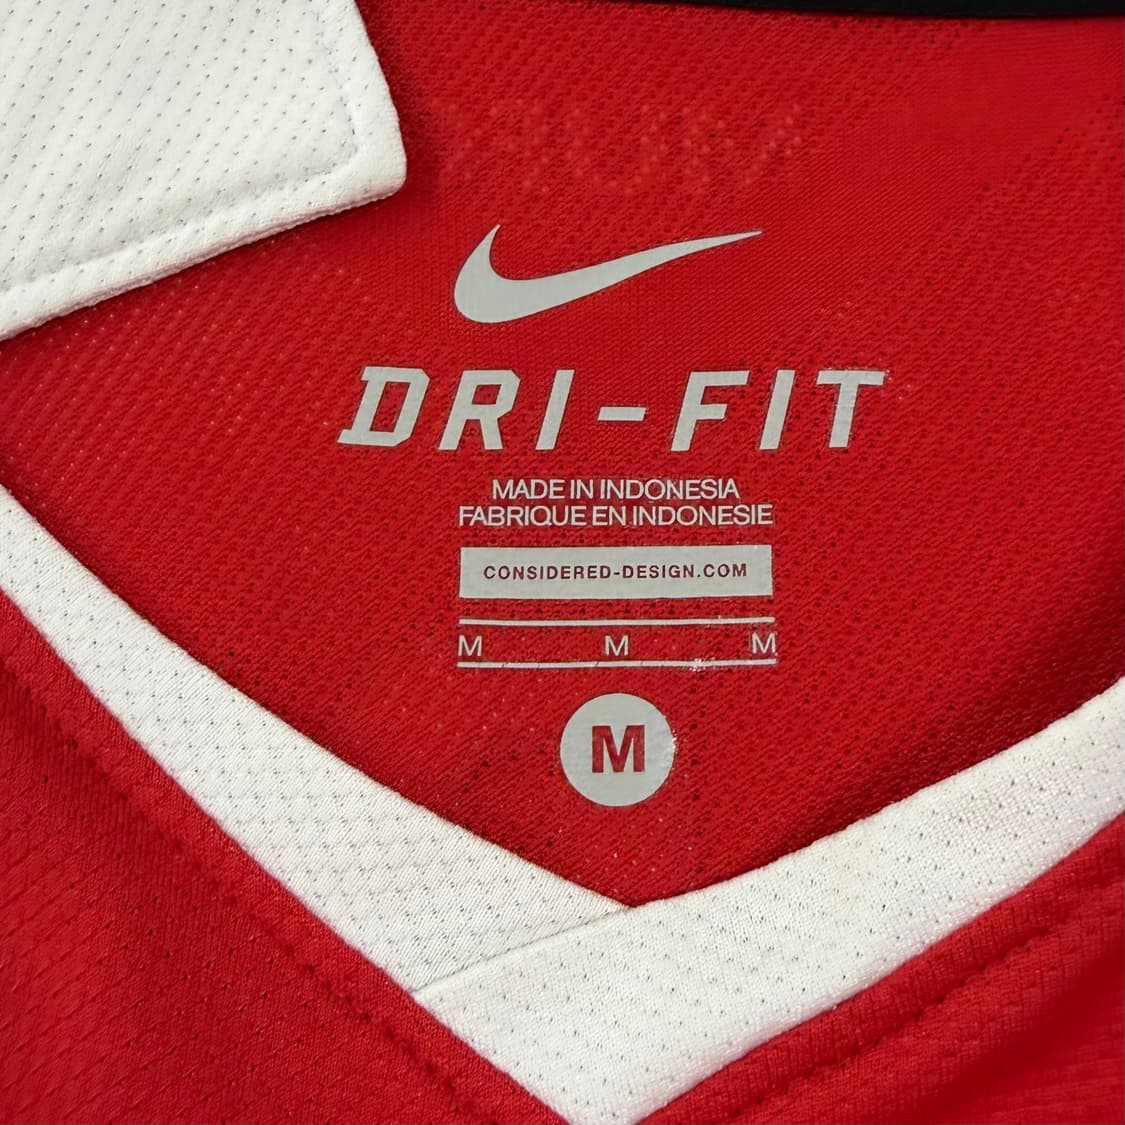 DRI-FIT
MADE IN INDONESIA
FABRIQUE EN INDONESIE
CONSIDERED-DESIGN.COM
M M M
M